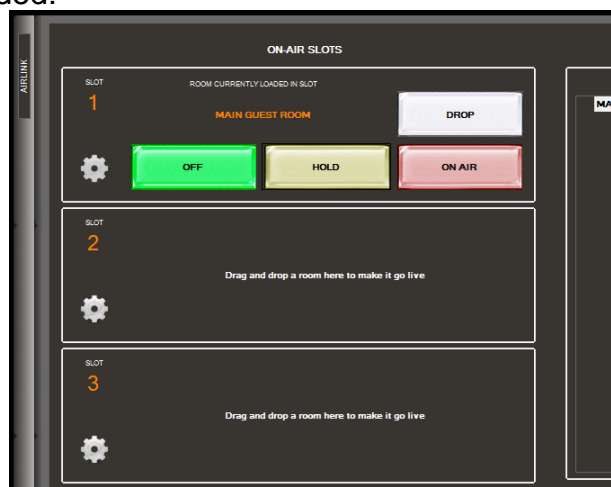 AIRLINK
ON-AIR SLOTS
SLOT
1
ROOM CURRENTLY LOADED IN SLOT
MAIN GUEST ROOM
DROP
OFF
HOLD
ON AIR
SLOT
2
Drag and drop a room here to make it go live
SLOT
3
Drag and drop a room here to make it go live
MA